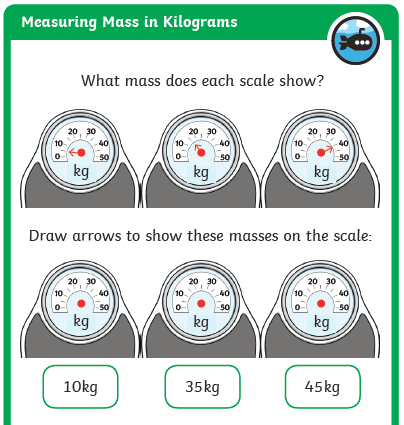 Measuring Mass in Kilograms
What mass does each scale show?
20 30 20 30 20 30
10 40 10 40 10 40
0 50 0 50 0 50
kg kg kg
Draw arrows to show these masses on the scale:
20 30 20 30 20 30
10 40 10 40 10 40
0 50 0 50 0 50
kg kg kg
10kg 35kg 45kg